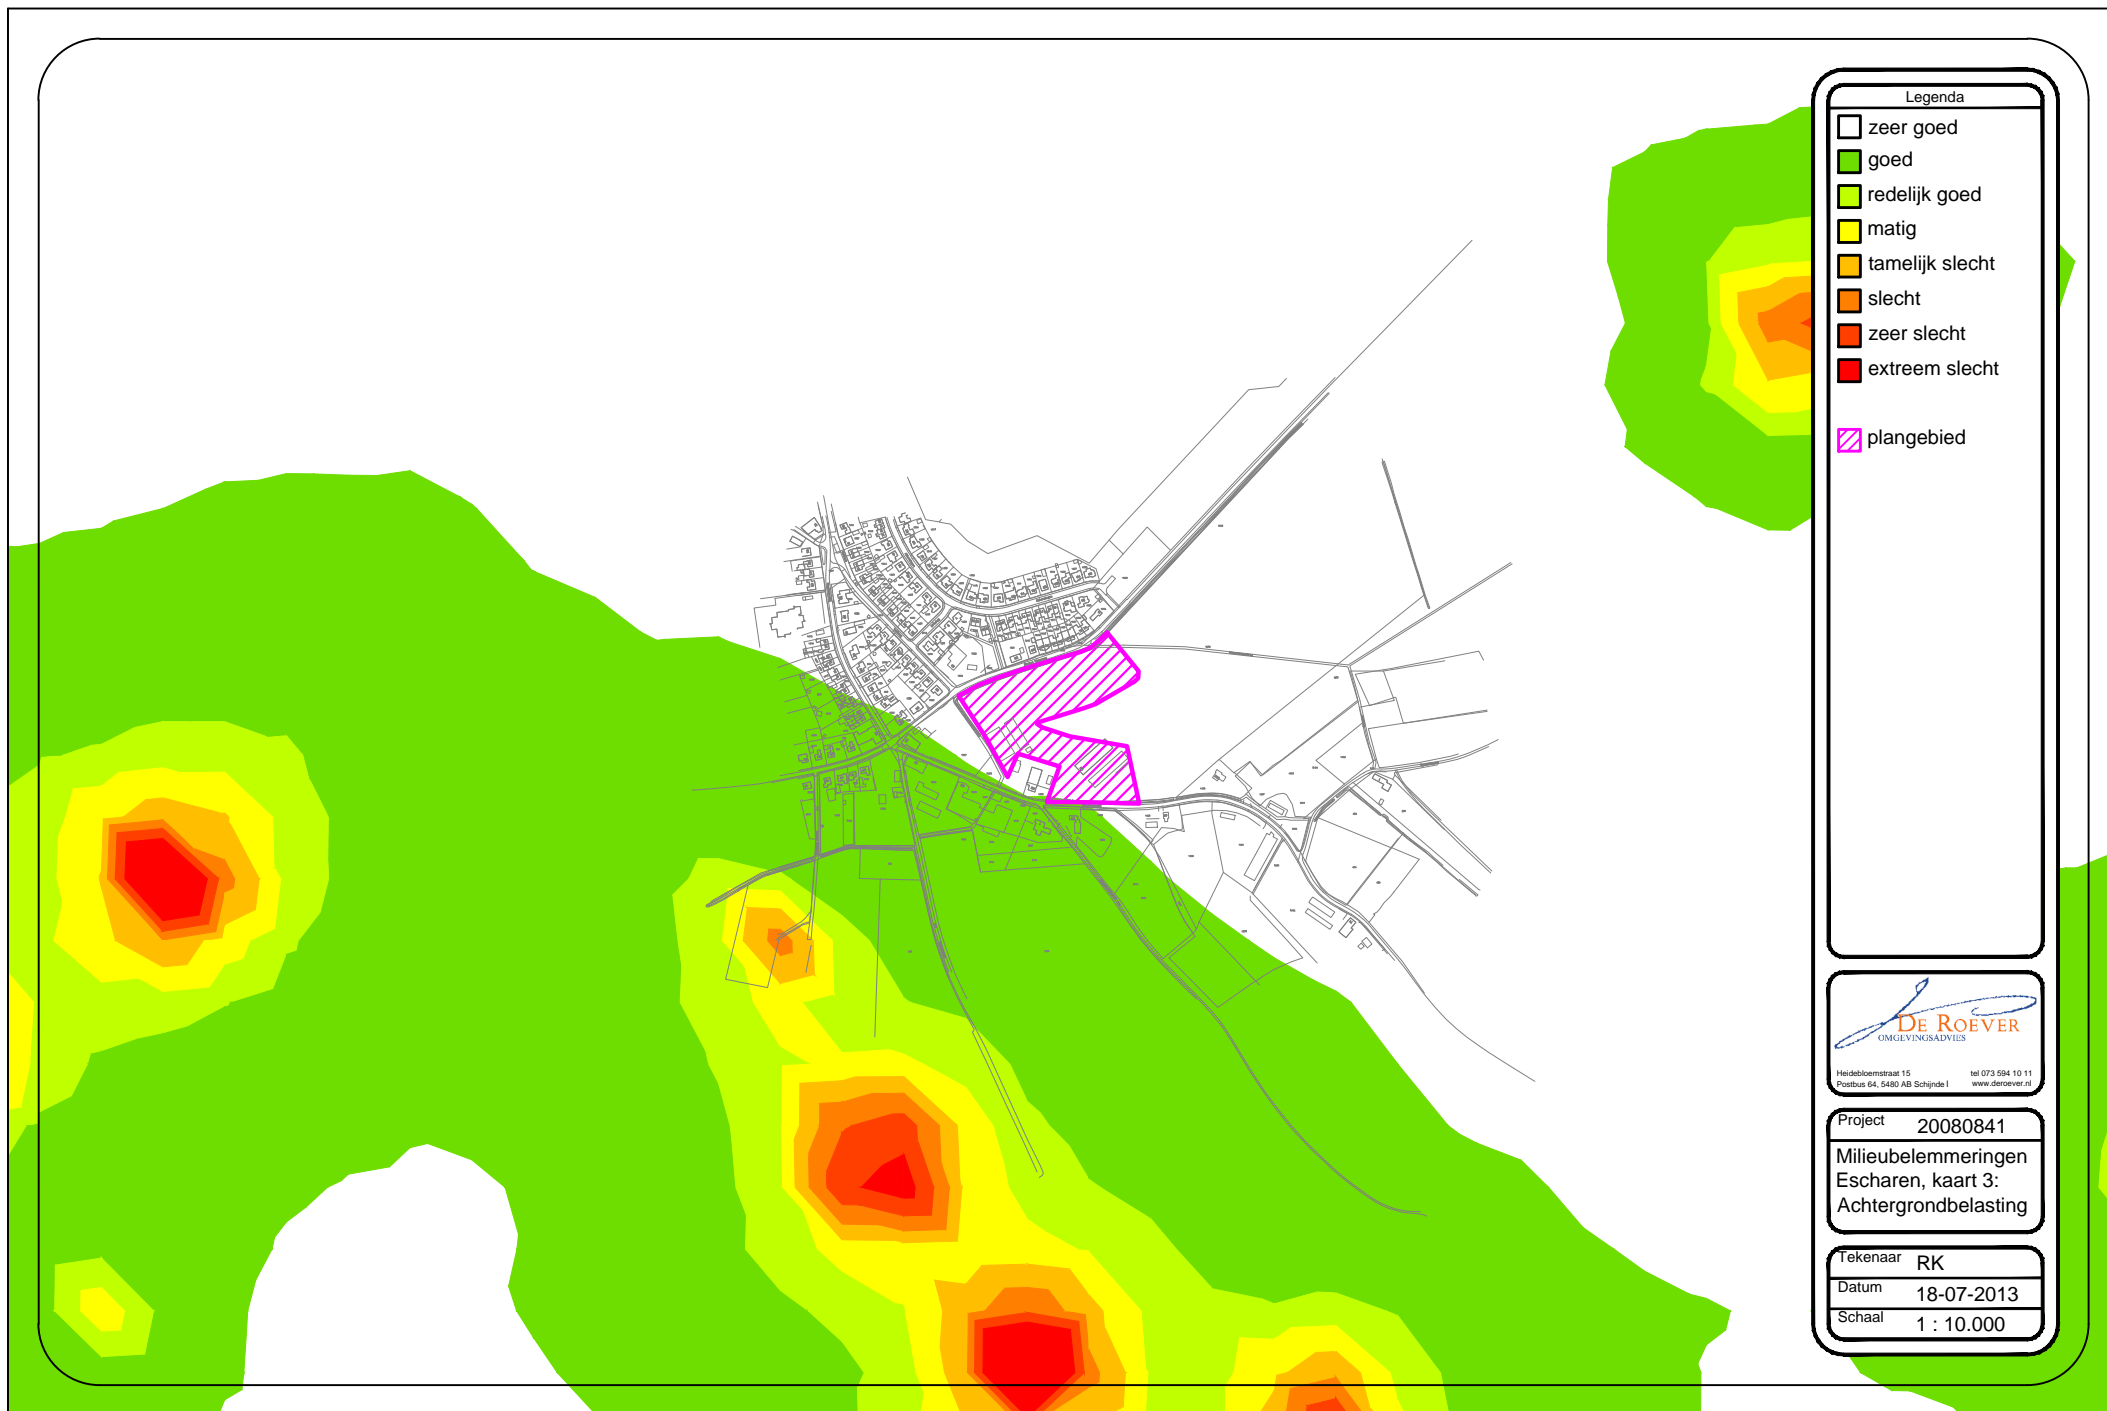 Legenda
zeer goed
goed
redelijk goed
matig
tamelijk slecht
slecht
zeer slecht
extreem slecht
plangebied
DE ROEVER
OMGEVINGSADVIES
Heidebloemstraat 15 tel 073 594 10 11
Postbus 64, 5480 AB Schijndel www.deroever.nl
Project 20080841
Milieubelemmeringen
Escharen, kaart 3:
Achtergrondbelasting
Tekenaar RK
Datum 18-07-2013
Schaal 1 : 10.000